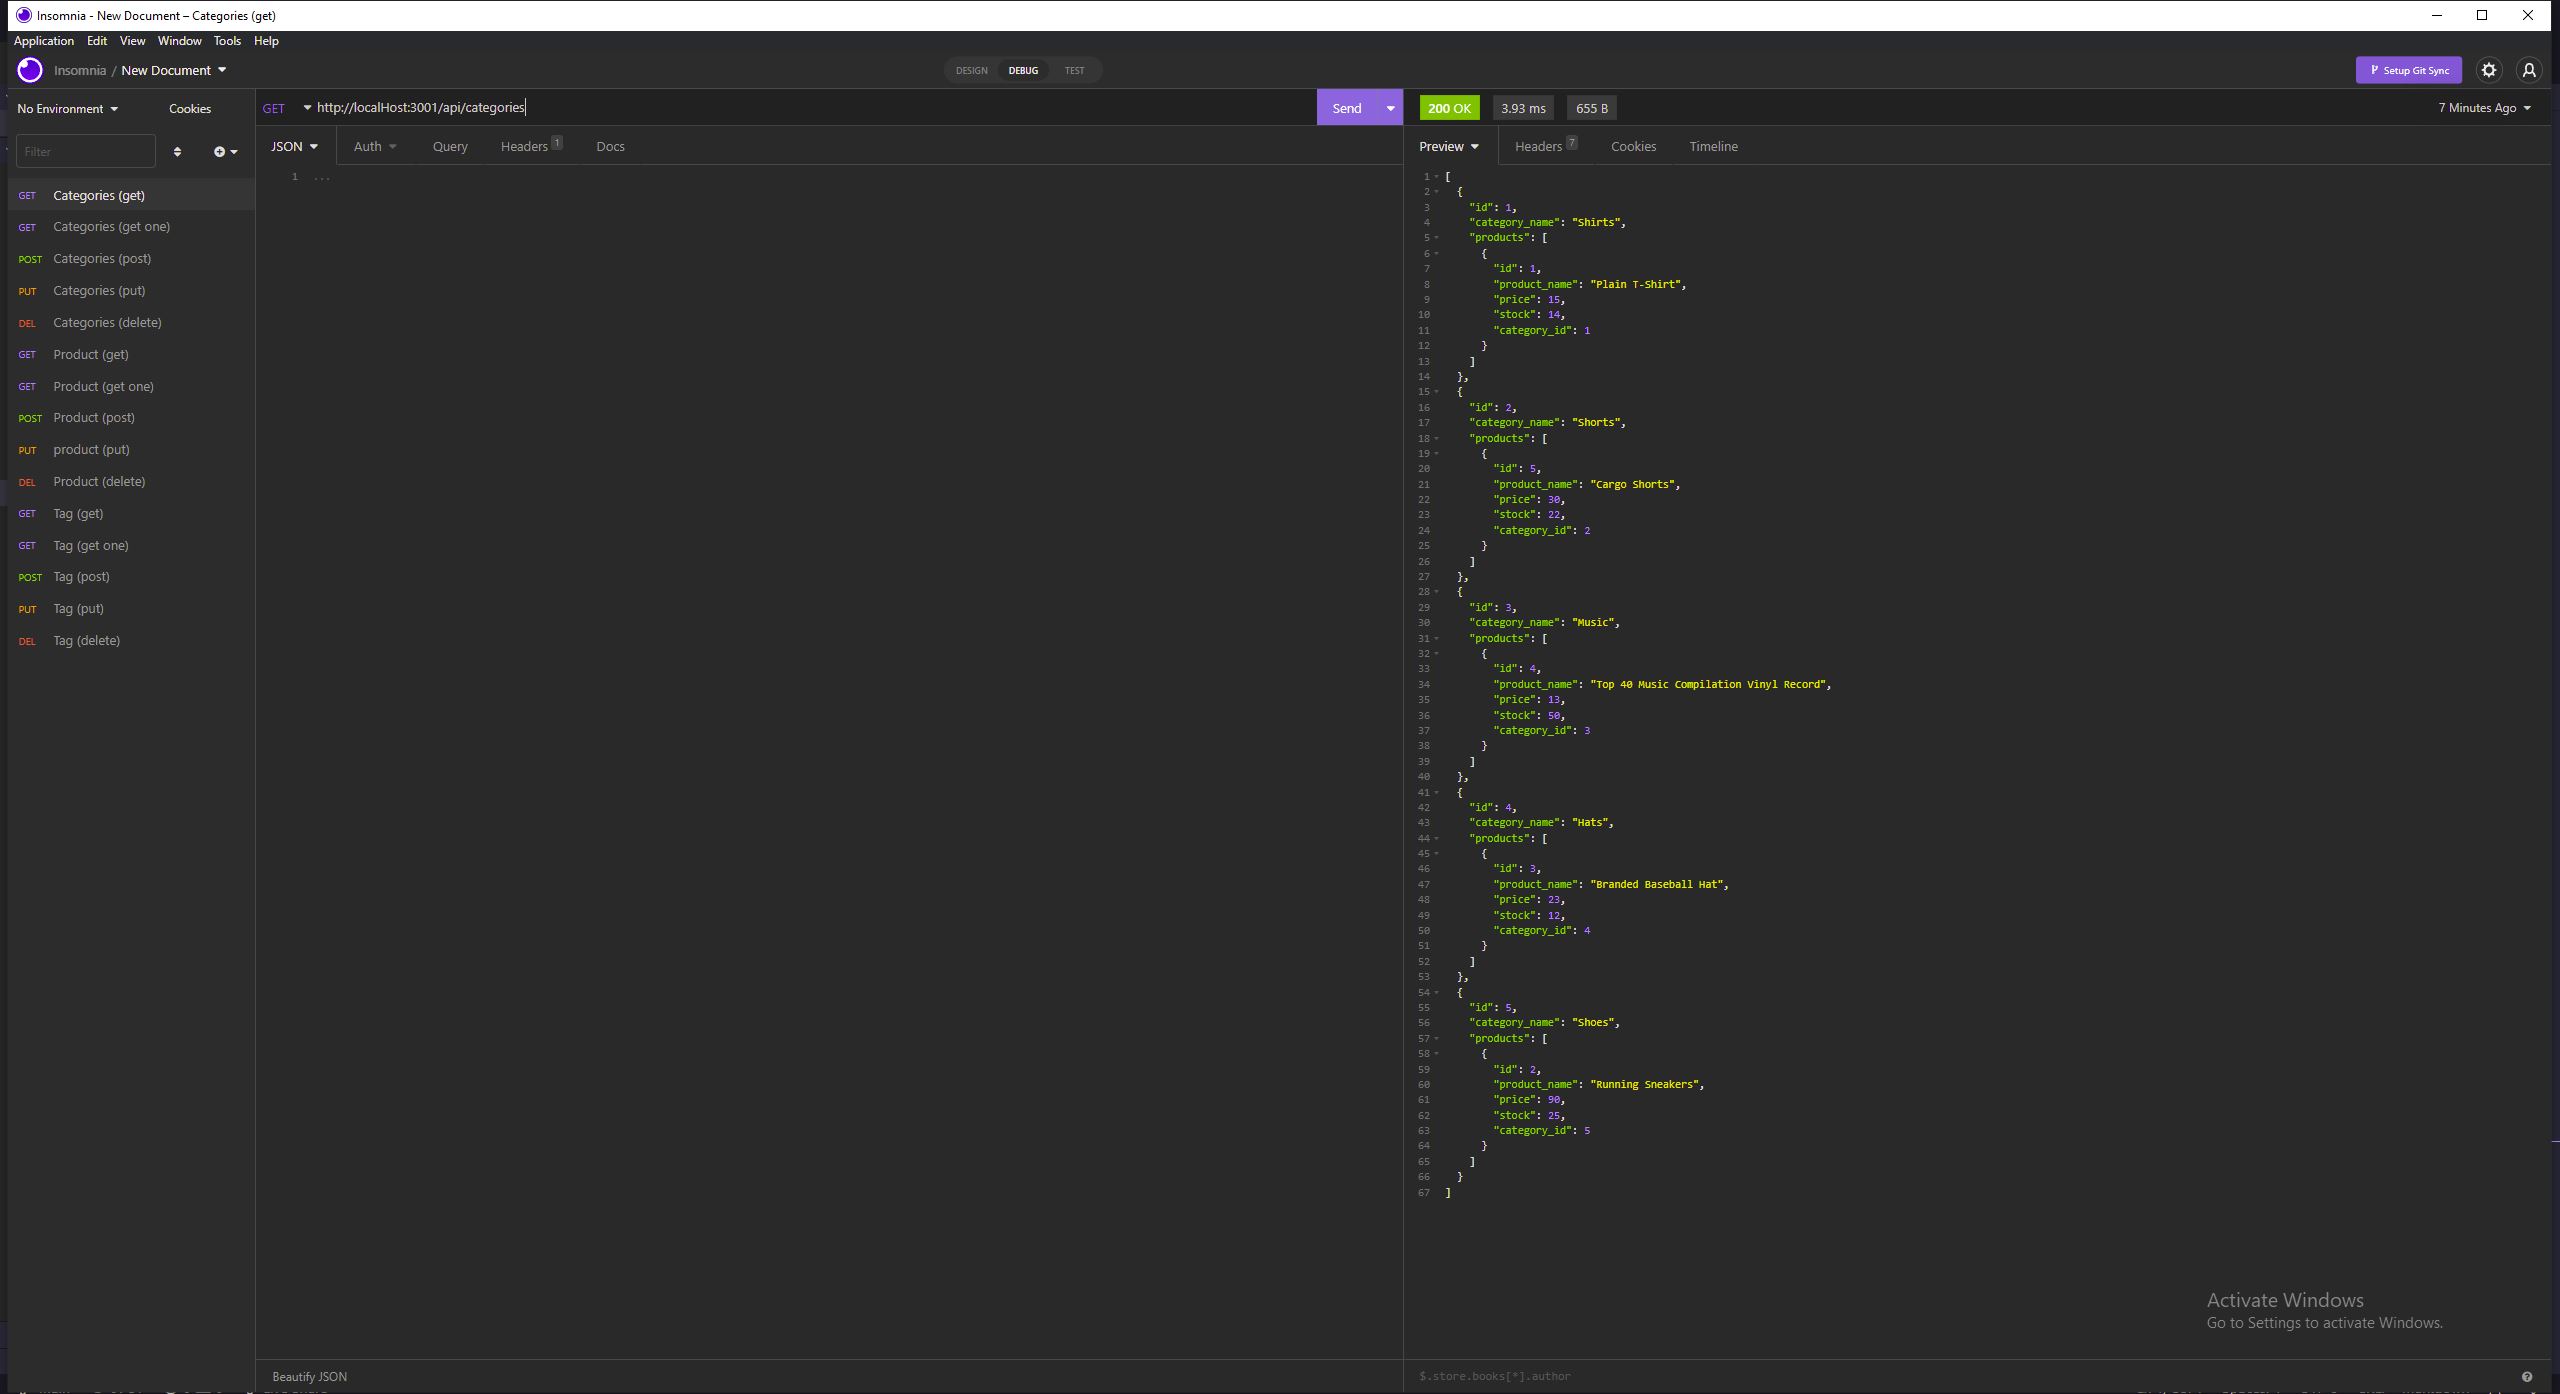 Insomnia - New Document – Categories (get)
Application Edit View Window Tools Help
Insomnia / New Document
DESIGN DEBUG TEST
Setup Git Sync
No Environment Cookies
GET http://localHost:3001/api/categories
Send
200 OK 3.93 ms 655 B
7 Minutes Ago
Filter
JSON Auth Query Headers 1 Docs
Preview Headers 7 Cookies Timeline
GET Categories (get)
GET Categories (get one)
POST Categories (post)
PUT Categories (put)
DEL Categories (delete)
GET Product (get)
GET Product (get one)
POST Product (post)
PUT product (put)
DEL Product (delete)
GET Tag (get)
GET Tag (get one)
POST Tag (post)
PUT Tag (put)
DEL Tag (delete)
1 ...
1 [
2 {
3 "id": 1,
4 "category_name": "Shirts",
5 "products": [
6 {
7 "id": 1,
8 "product_name": "Plain T-Shirt",
9 "price": 15,
10 "stock": 14,
11 "category_id": 1
12 }
13 ]
14 },
15 {
16 "id": 2,
17 "category_name": "Shorts",
18 "products": [
19 {
20 "id": 5,
21 "product_name": "Cargo Shorts",
22 "price": 30,
23 "stock": 22,
24 "category_id": 2
25 }
26 ]
27 },
28 {
29 "id": 3,
30 "category_name": "Music",
31 "products": [
32 {
33 "id": 4,
34 "product_name": "Top 40 Music Compilation Vinyl Record",
35 "price": 13,
36 "stock": 50,
37 "category_id": 3
38 }
39 ]
40 },
41 {
42 "id": 4,
43 "category_name": "Hats",
44 "products": [
45 {
46 "id": 3,
47 "product_name": "Branded Baseball Hat",
48 "price": 23,
49 "stock": 12,
50 "category_id": 4
51 }
52 ]
53 },
54 {
55 "id": 5,
56 "category_name": "Shoes",
57 "products": [
58 {
59 "id": 2,
60 "product_name": "Running Sneakers",
61 "price": 90,
62 "stock": 25,
63 "category_id": 5
64 }
65 ]
66 }
67 ]
Activate Windows
Go to Settings to activate Windows.
Beautify JSON
$.store.books[*].author